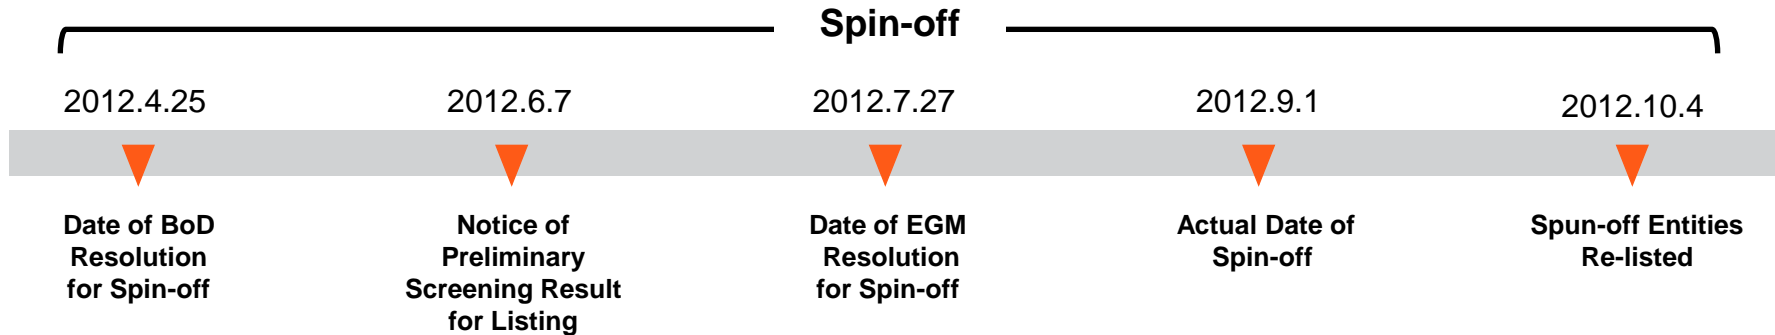 Spin-off
2012.4.25
2012.6.7
2012.7.27
2012.9.1
2012.10.4
Date of BoD
Resolution
for Spin-off
Notice of
Preliminary
Screening Result
for Listing
Date of EGM
Resolution
for Spin-off
Actual Date of
Spin-off
Spun-off Entities
Re-listed